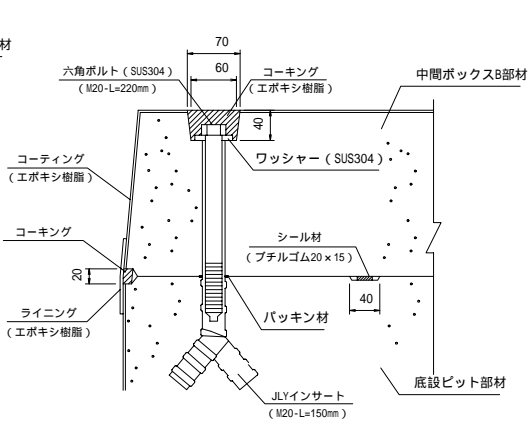 材
70
60
六角ボルト（SUS304）
（M20-L=220㎜）
コーキング
（エポキシ樹脂）
中間ボックスB部材
40
コーティング
（エポキシ樹脂）
ワッシャー（SUS304）
コーキング
シール材
（ブチルゴム20×15）
20
40
ライニング
（エポキシ樹脂）
パッキン材
底設ピット部材
JLYインサート
（M20-L=150㎜）